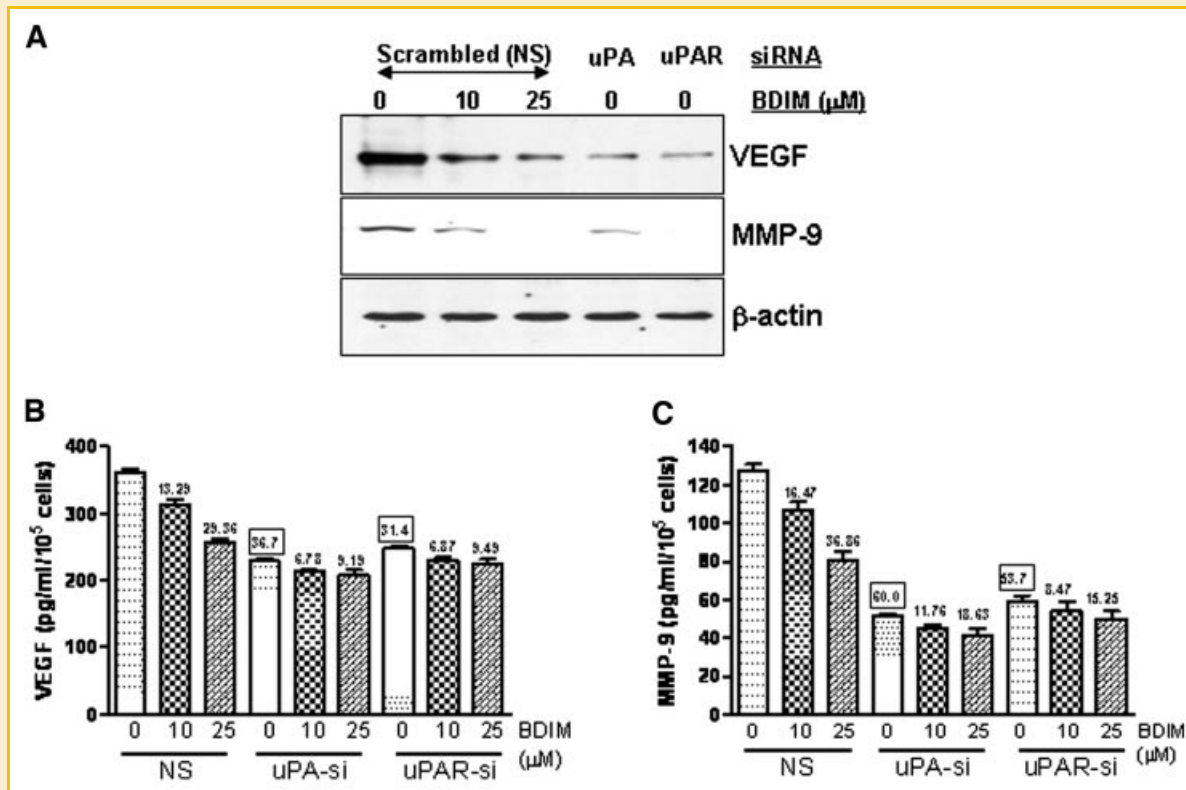 A
Scrambled (NS) uPA uPAR siRNA
0 10 25 0 0 BDIM (µM)
VEGF
MMP-9
β-actin
B
VEGF (pg/ml/10⁵ cells)
400
300
200
100
0
13.29
29.36
36.7
6.78
9.19
31.4
6.87
9.49
0 10 25 0 10 25 0 10 25 BDIM
(µM)
NS uPA-si uPAR-si
C
MMP-9 (pg/ml/10⁵ cells)
140
120
100
80
60
40
20
0
16.47
36.86
60.0
11.76
18.63
53.7
8.47
15.25
0 10 25 0 10 25 0 10 25 BDIM
(µM)
NS uPA-si uPAR-si